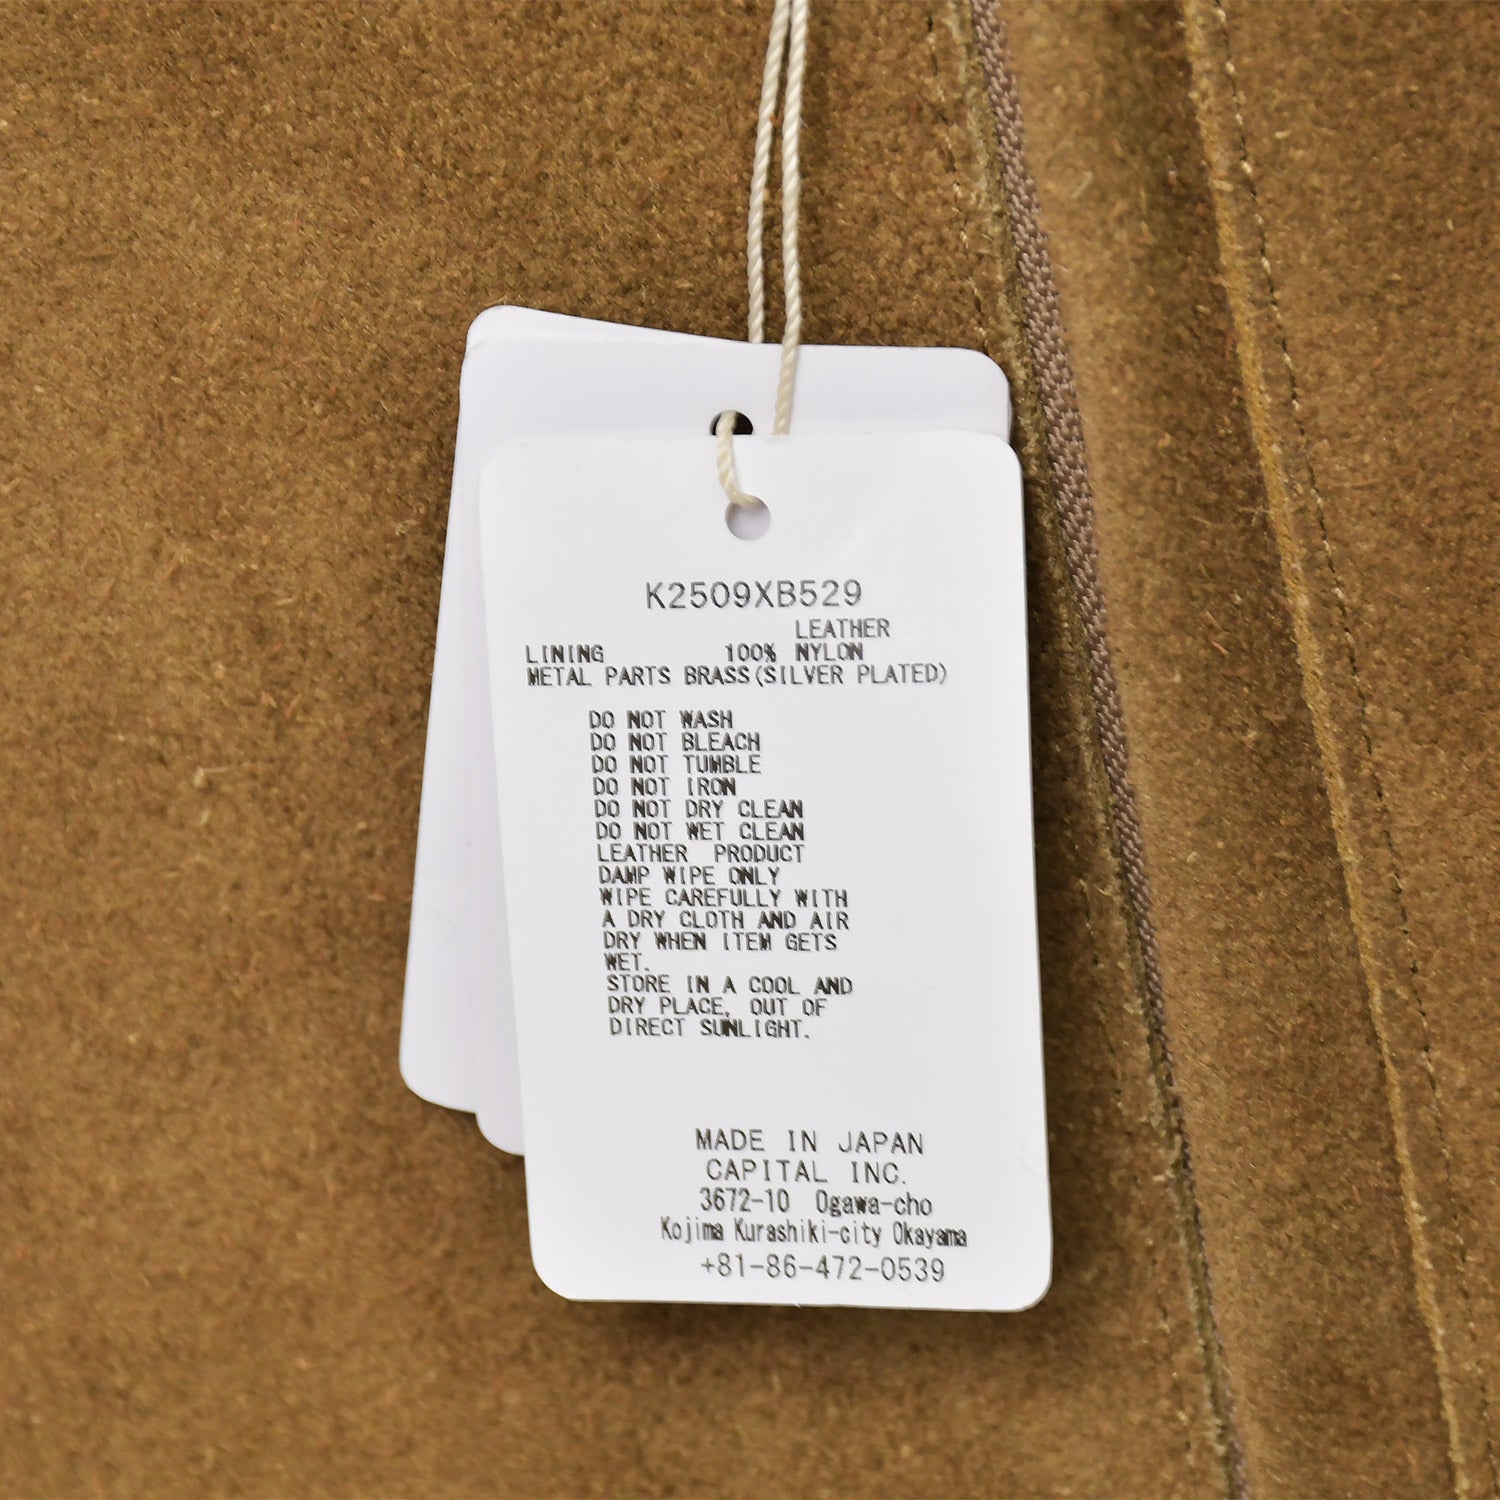 K2509XB529
LEATHER
LINING 100% NYLON
METAL PARTS BRASS(SILVER PLATED)
DO NOT WASH
DO NOT BLEACH
DO NOT TUMBLE
DO NOT IRON
DO NOT DRY CLEAN
DO NOT WET CLEAN
LEATHER PRODUCT
DAMP WIPE ONLY
WIPE CAREFULLY WITH
A DRY CLOTH AND AIR
DRY WHEN ITEM GETS
WET.
STORE IN A COOL AND
DRY PLACE, OUT OF
DIRECT SUNLIGHT.
MADE IN JAPAN
CAPITAL INC.
3672-10 Ogawa-cho
Kojima Kurashiki-city Okayama
+81-86-472-0539